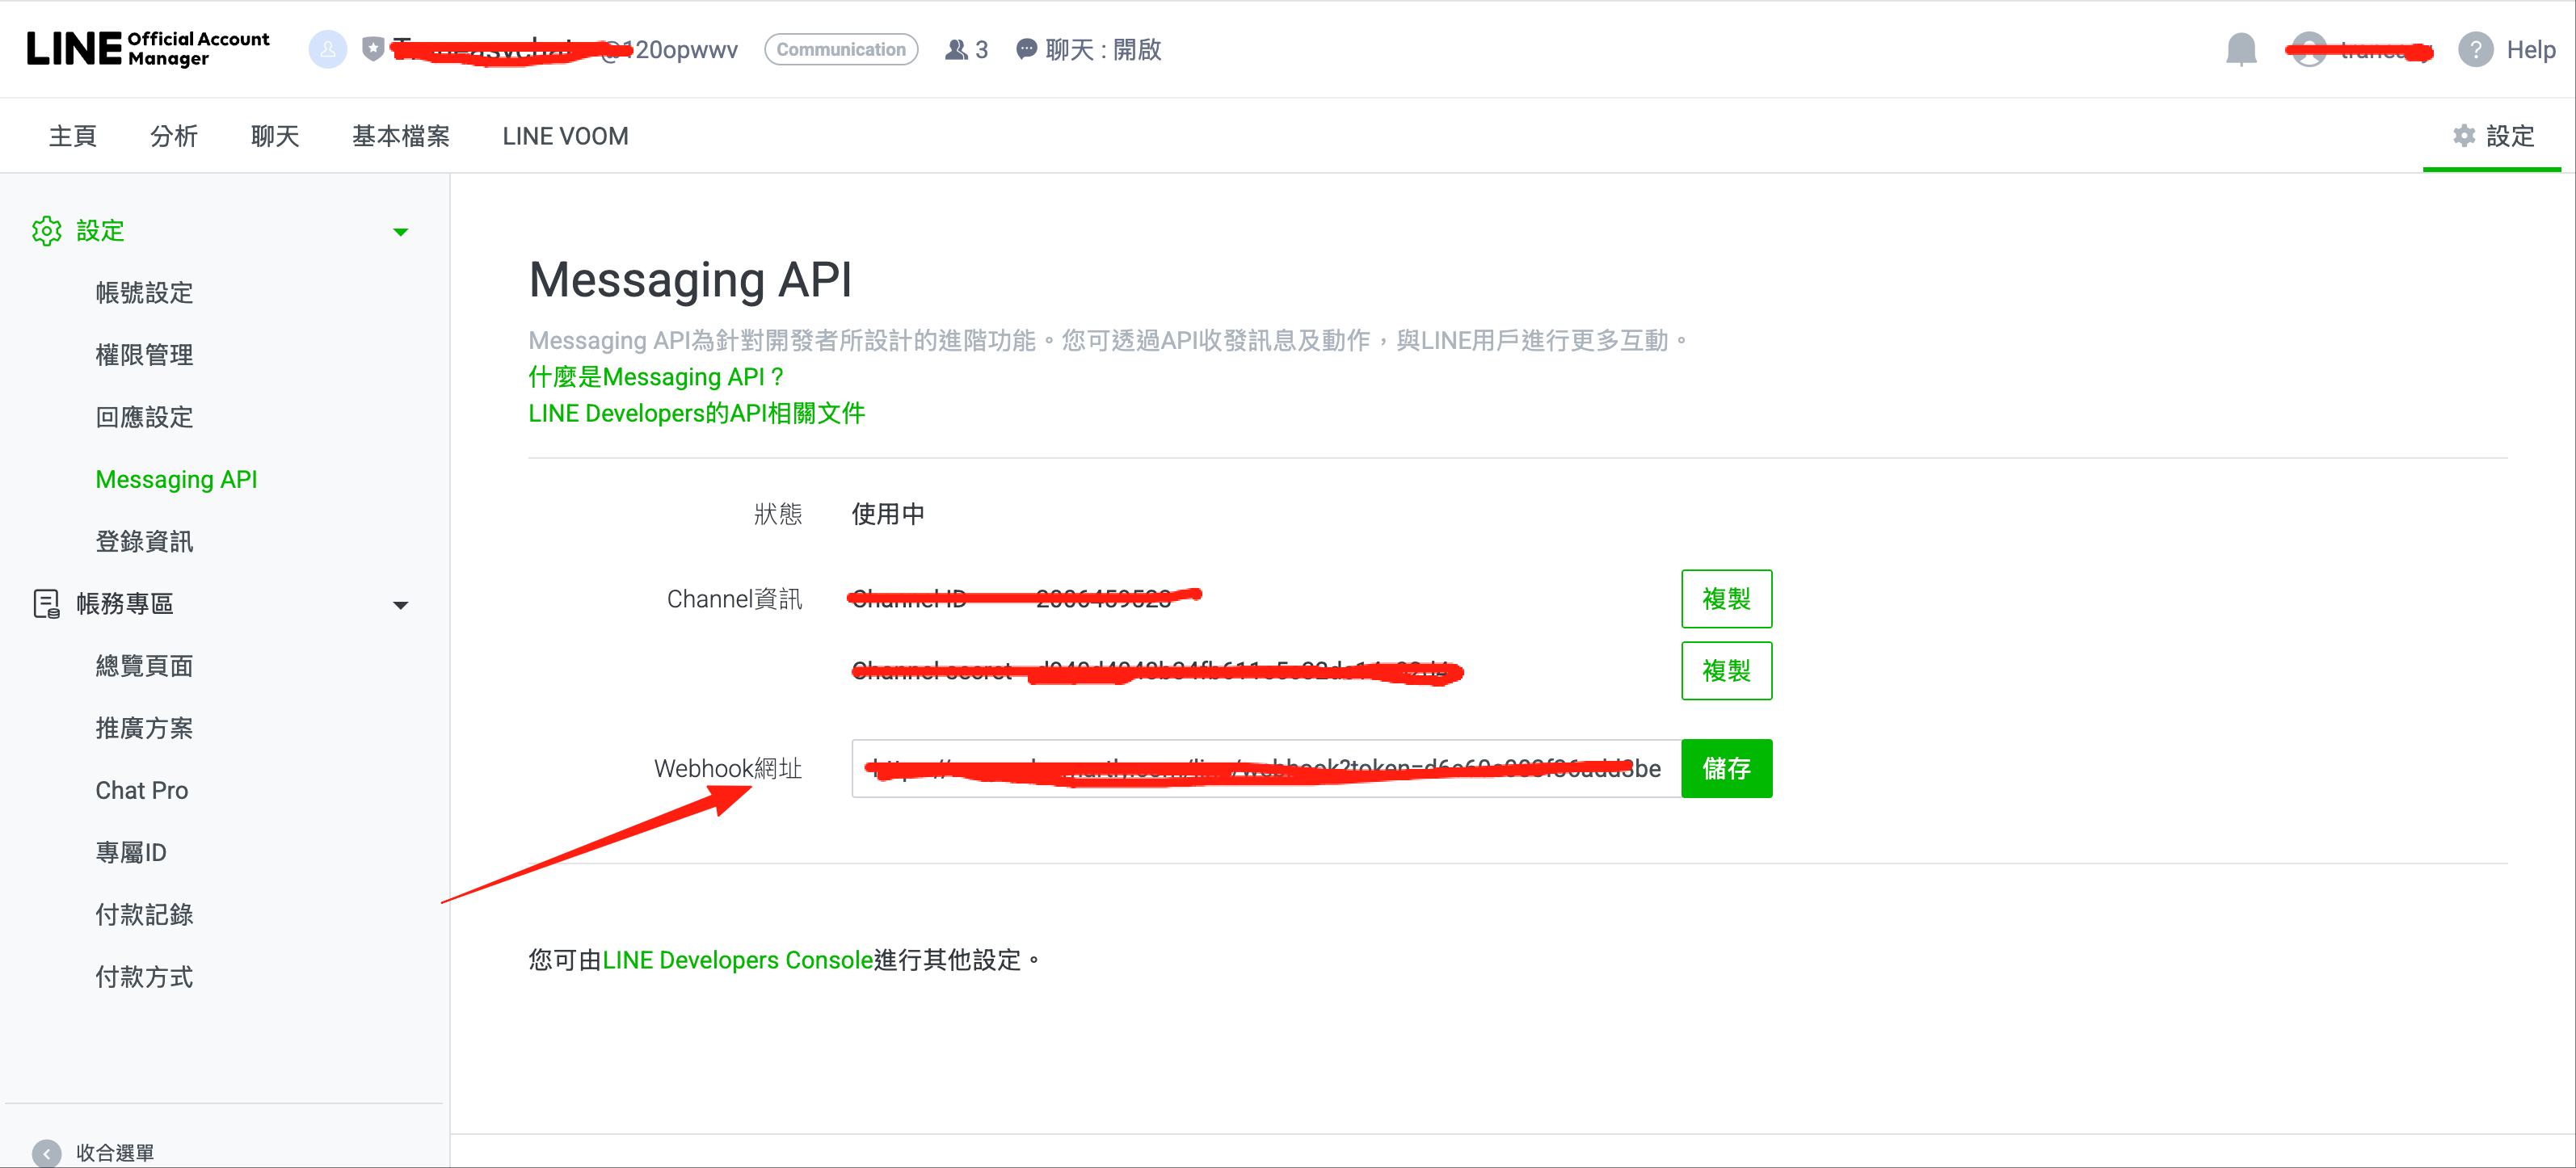 LINE Official Account Manager
120opwwv
Communication
3
聊天 : 開啟
Help
主頁
分析
聊天
基本檔案
LINE VOOM
設定
設定
帳號設定
權限管理
回應設定
Messaging API
登錄資訊
帳務專區
總覽頁面
推廣方案
Chat Pro
專屬ID
付款記錄
付款方式
收合選單
Messaging API
Messaging API為針對開發者所設計的進階功能。您可透過API收發訊息及動作，與LINE用戶進行更多互動。
什麼是Messaging API？
LINE Developers的API相關文件
狀態 使用中
Channel資訊
複製
複製
Webhook網址
儲存
您可由LINE Developers Console進行其他設定。